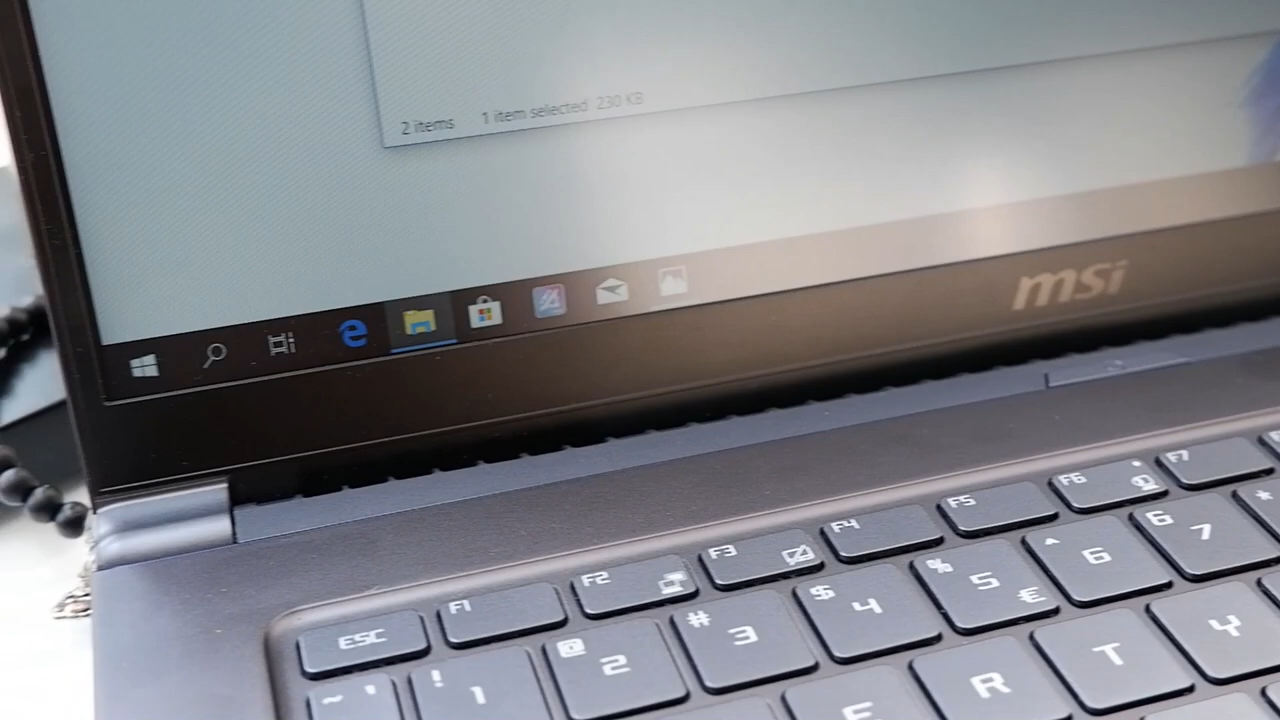 2 items 1 item selected 230 KB
msi
ESC F1 F2 F3 F4 F5 F6 F7
~ ` ! 1 @ 2 # 3 $ 4 % 5 € ^ 6 & 7 *
E R T Y